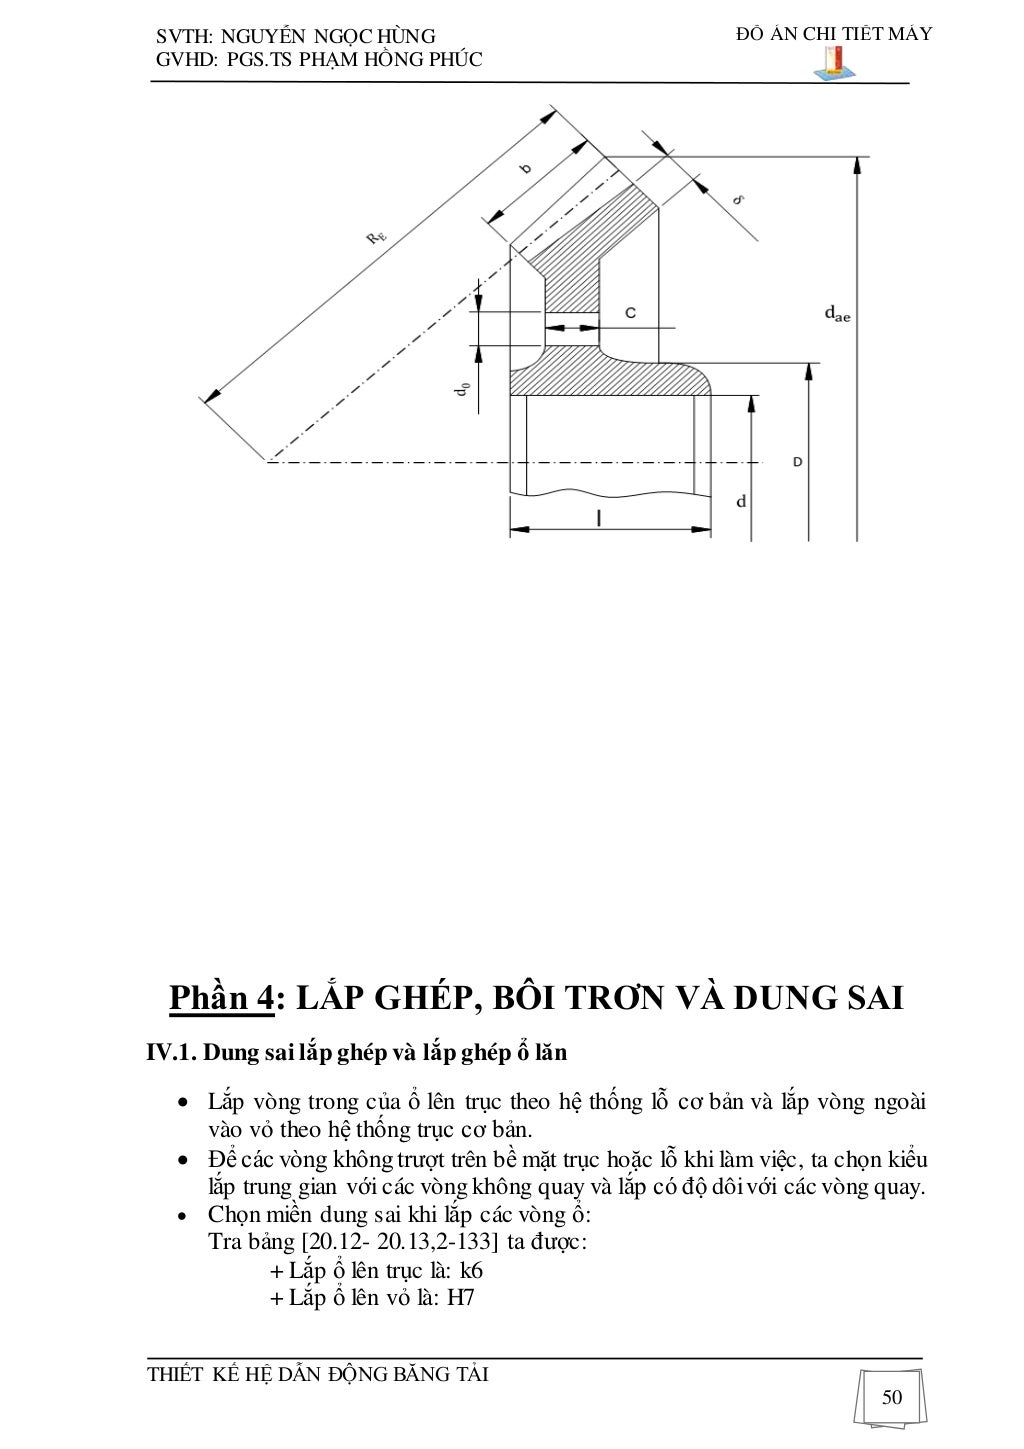 SVTH: NGUYỄN NGỌC HÙNG
ĐỒ ÁN CHI TIẾT MÁY
GVHD: PGS.TS PHẠM HỒNG PHÚC
b
δ
R_E
C
d_ae
d_0
D
d
l
Phần 4: LẮP GHÉP, BÔI TRƠN VÀ DUNG SAI
IV.1. Dung sai lắp ghép và lắp ghép ổ lăn
• Lắp vòng trong của ổ lên trục theo hệ thống lỗ cơ bản và lắp vòng ngoài
vào vỏ theo hệ thống trục cơ bản.
• Để các vòng không trượt trên bề mặt trục hoặc lỗ khi làm việc, ta chọn kiểu
lắp trung gian với các vòng không quay và lắp có độ dôi với các vòng quay.
• Chọn miền dung sai khi lắp các vòng ổ:
Tra bảng [20.12- 20.13,2-133] ta được:
+ Lắp ổ lên trục là: k6
+ Lắp ổ lên vỏ là: H7
THIẾT KẾ HỆ DẪN ĐỘNG BĂNG TẢI
50